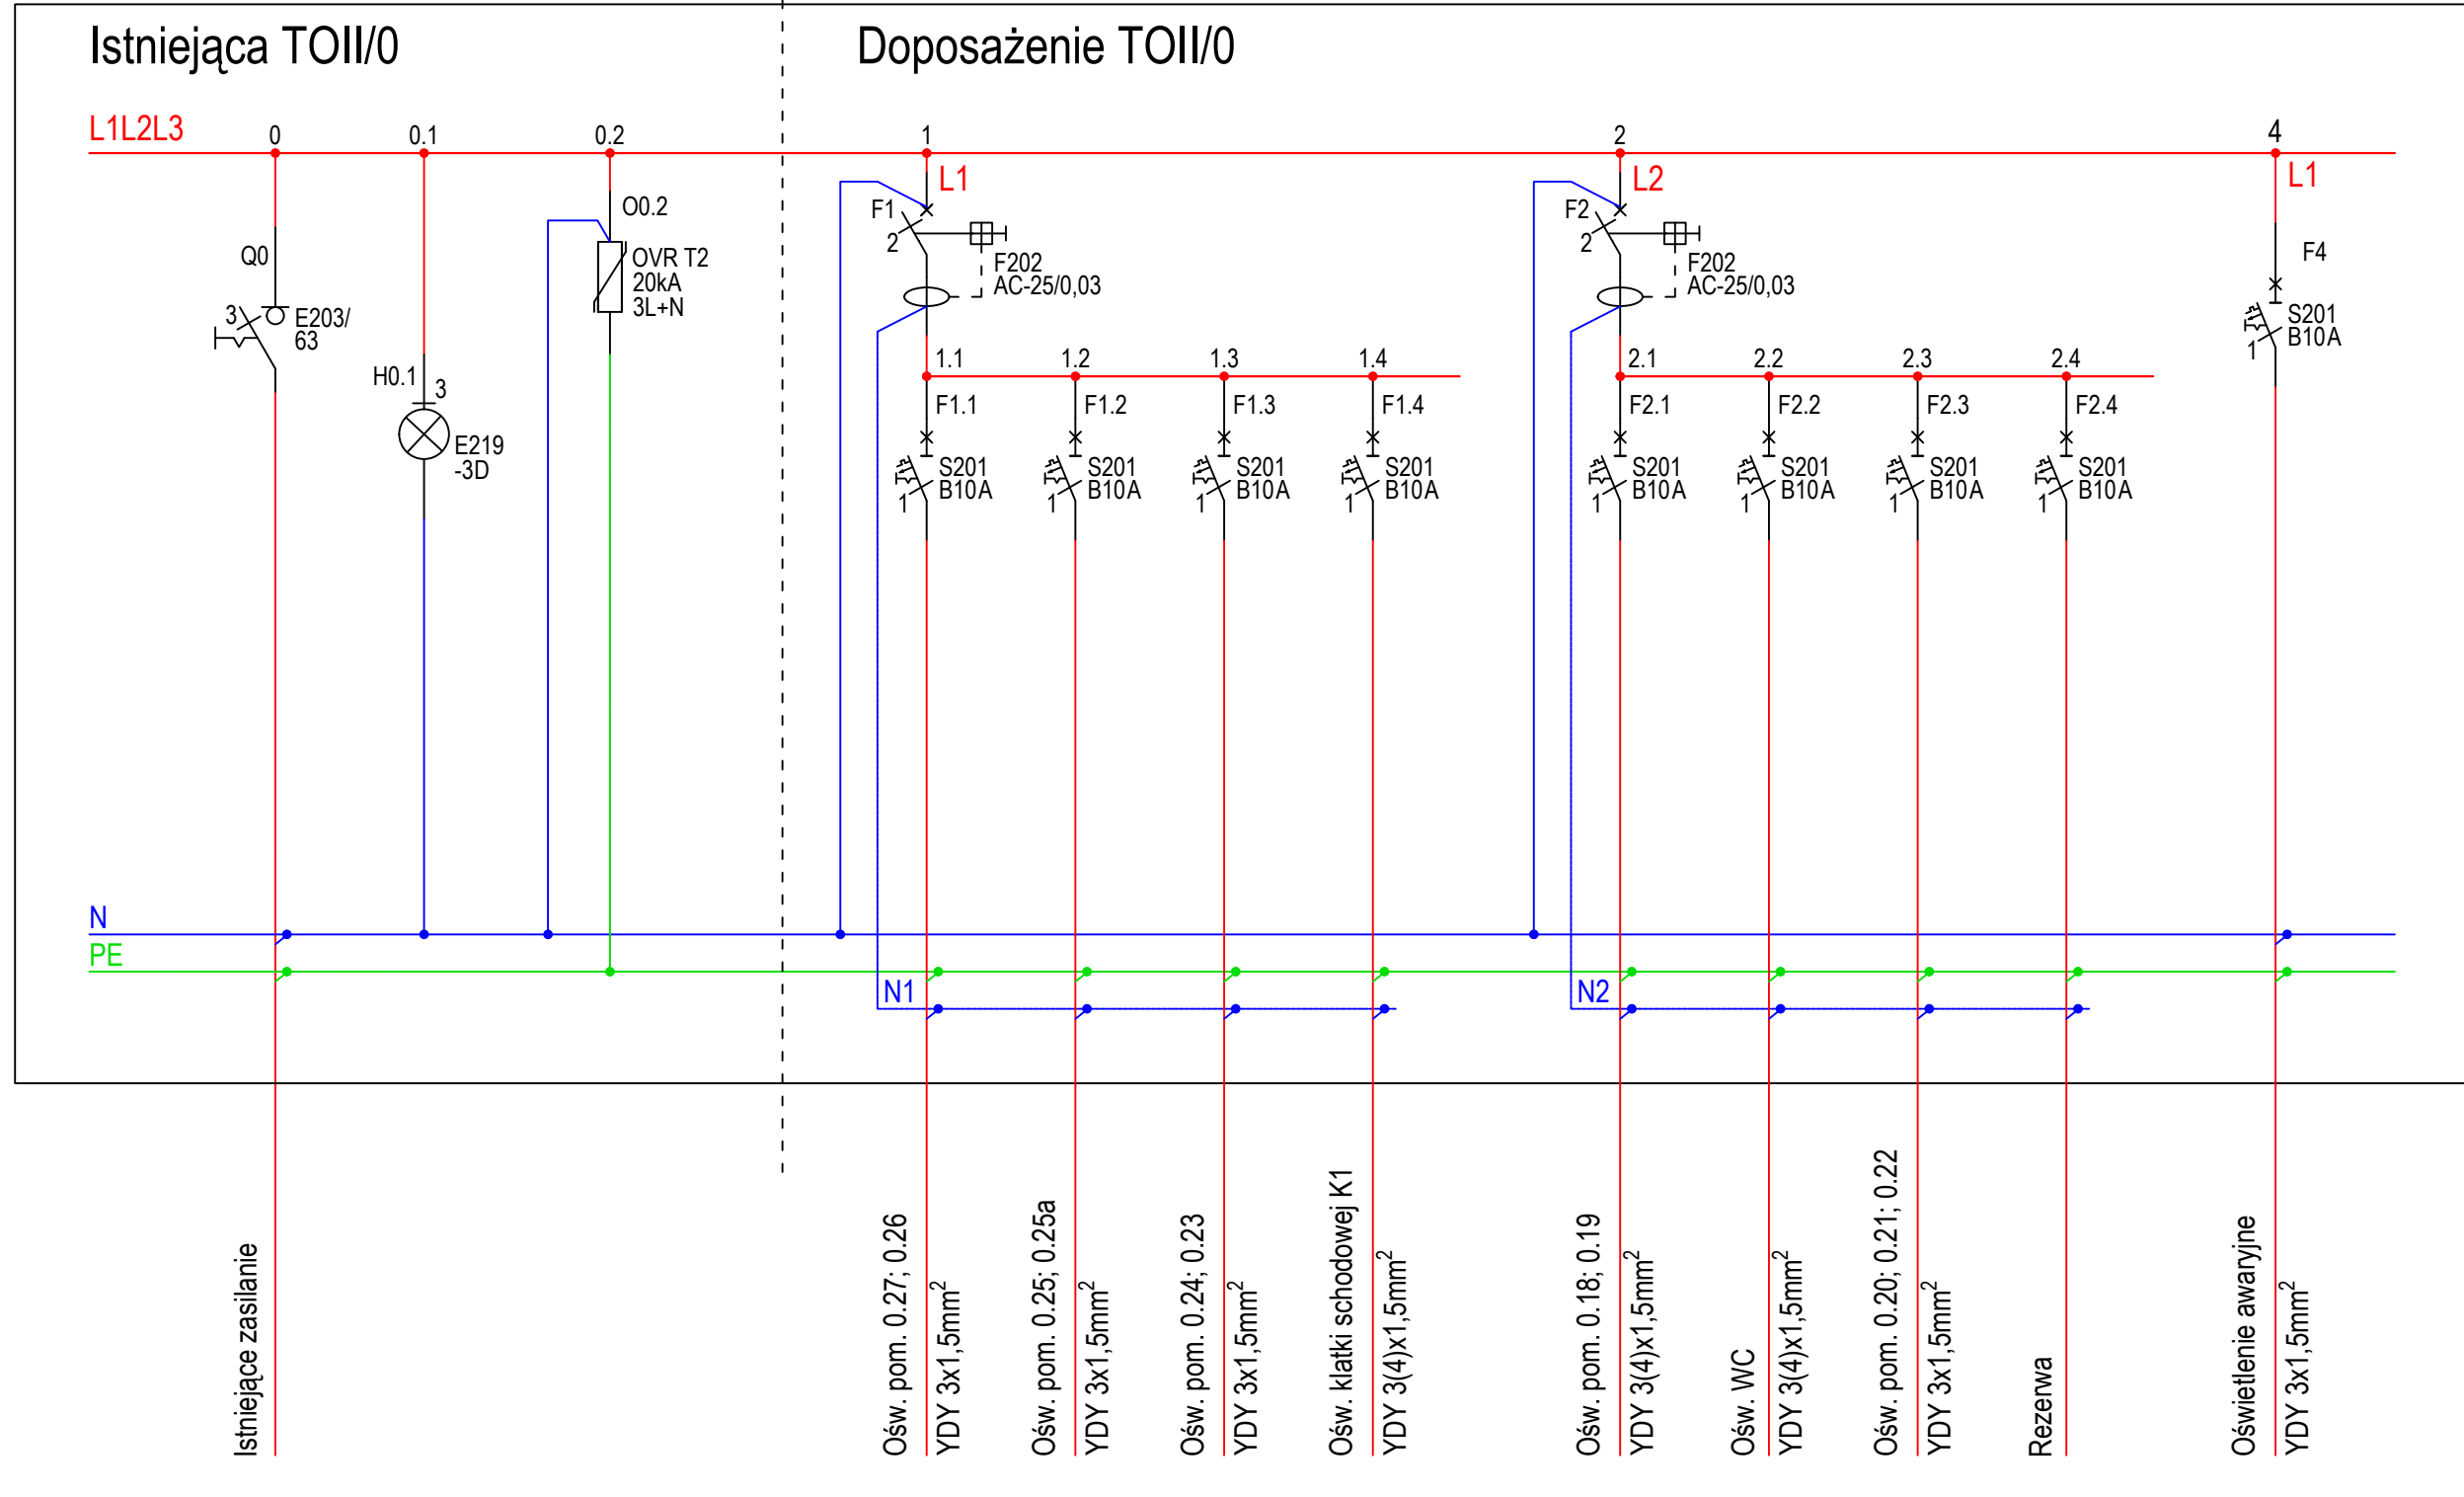 Istniejąca TOII/0
Doposażenie TOII/0
L1L2L3
0
0.1
0.2
1
2
4
L1
L2
L1
Q0
3
E203/
63
H0.1
3
E219
-3D
O0.2
OVR T2
20kA
3L+N
F1
2
F202
AC-25/0,03
F2
2
F202
AC-25/0,03
F4
S201
B10A
1
1.1
1.2
1.3
1.4
2.1
2.2
2.3
2.4
F1.1
F1.2
F1.3
F1.4
F2.1
F2.2
F2.3
F2.4
S201
B10A
1
S201
B10A
1
S201
B10A
1
S201
B10A
1
S201
B10A
1
S201
B10A
1
S201
B10A
1
S201
B10A
1
N
PE
N1
N2
Istniejące zasilanie
Ośw. pom. 0.27; 0.26
YDY 3x1,5mm²
Ośw. pom. 0.25; 0.25a
YDY 3x1,5mm²
Ośw. pom. 0.24; 0.23
YDY 3x1,5mm²
Ośw. klatki schodowej K1
YDY 3(4)x1,5mm²
Ośw. pom. 0.18; 0.19
YDY 3(4)x1,5mm²
Ośw. WC
YDY 3(4)x1,5mm²
Ośw. pom. 0.20; 0.21; 0.22
YDY 3x1,5mm²
Rezerwa
Oświetlenie awaryjne
YDY 3x1,5mm²